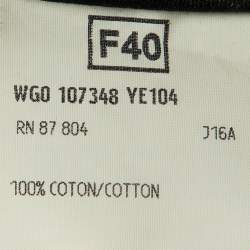 F40
WG0 107348 YE104
RN 87 804 J16A
100% COTON/COTTON